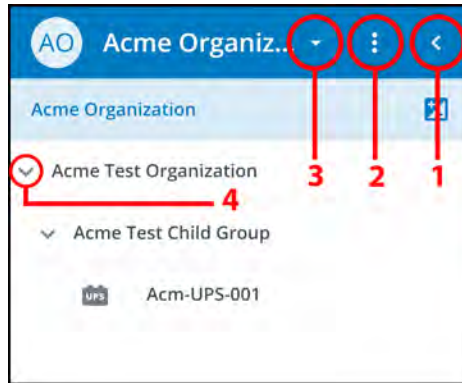 AO Acme Organiz...
Acme Organization
3 2 1
Acme Test Organization
4
Acme Test Child Group
UPS Acm-UPS-001